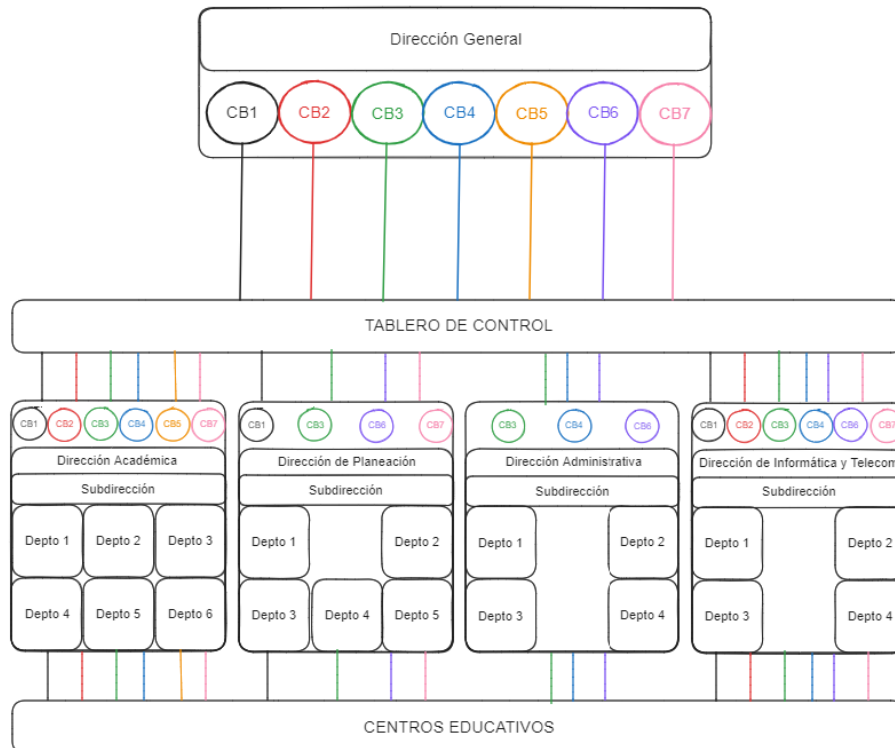 Dirección General
CB1 CB2 CB3 CB4 CB5 CB6 CB7
TABLERO DE CONTROL
CB1 CB2 CB3 CB4 CB5 CB7
Dirección Académica
Subdirección
Depto 1 Depto 2 Depto 3
Depto 4 Depto 5 Depto 6
CB1 CB3 CB6 CB7
Dirección de Planeación
Subdirección
Depto 1 Depto 2
Depto 3 Depto 4 Depto 5
CB3 CB4 CB6
Dirección Administrativa
Subdirección
Depto 1 Depto 2
Depto 3 Depto 4
CB1 CB2 CB3 CB4 CB6 CB7
Dirección de Informática y Telecom
Subdirección
Depto 1 Depto 2
Depto 3 Depto 4
CENTROS EDUCATIVOS